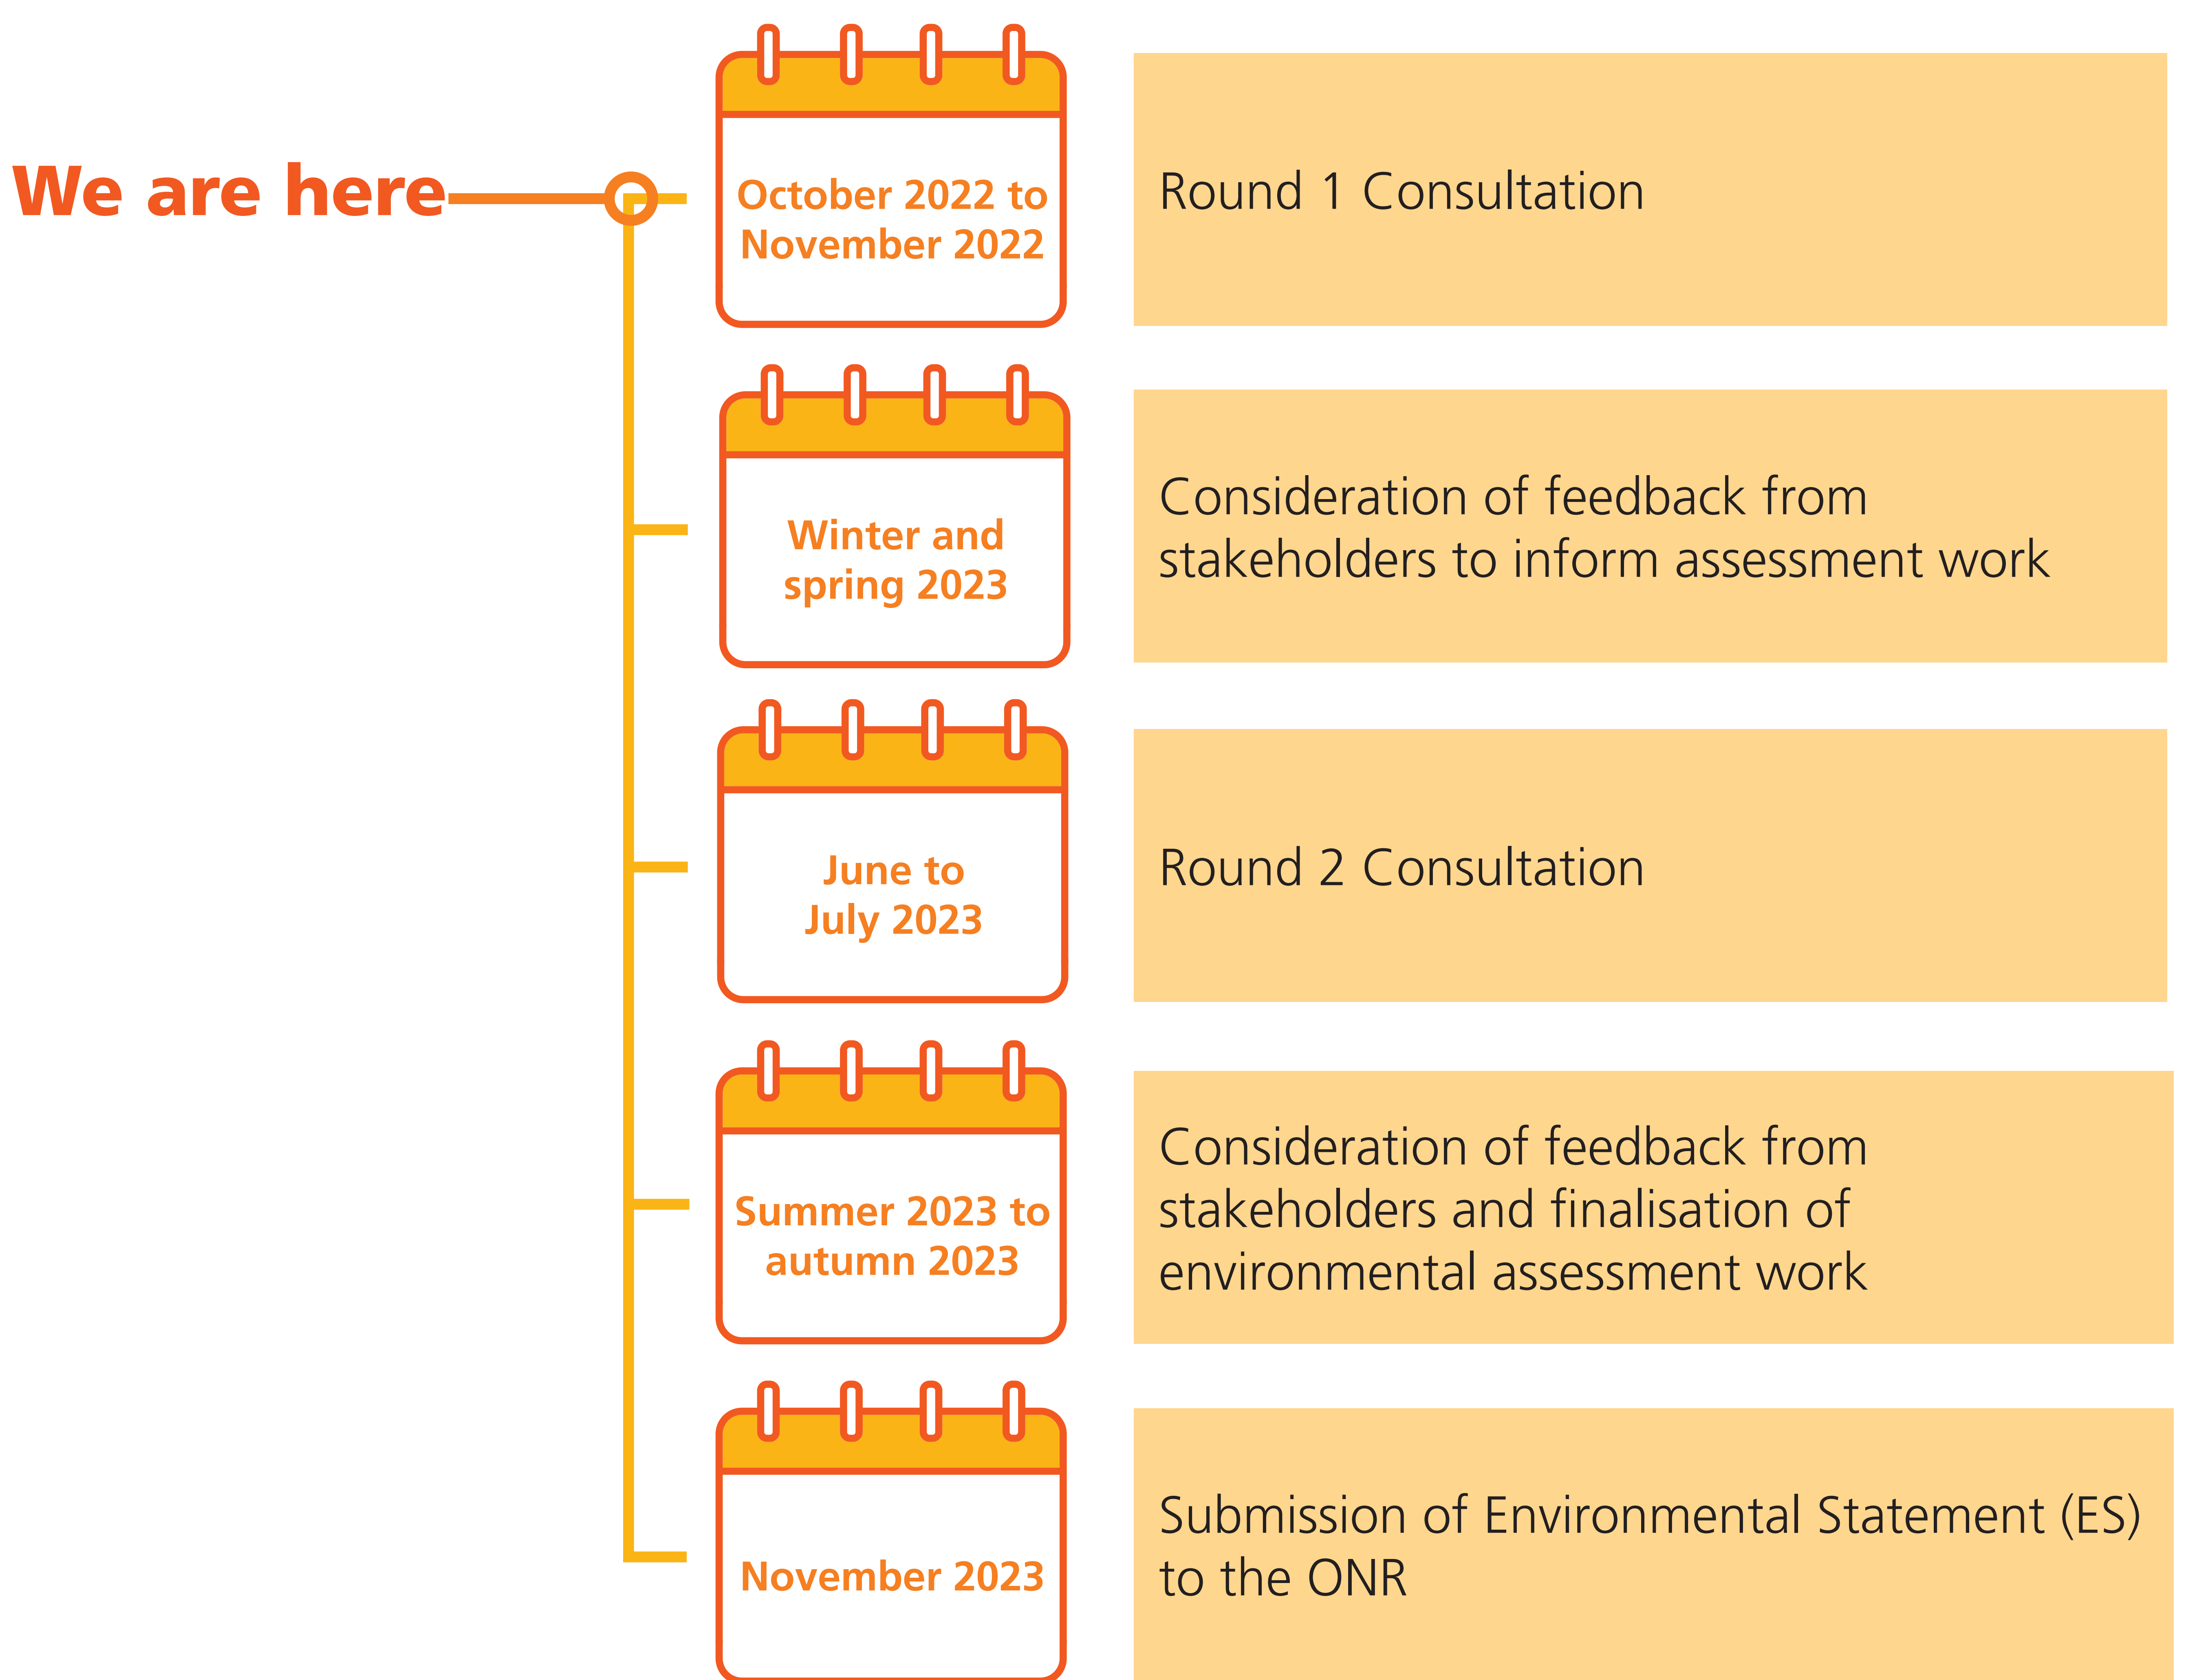 We are here
October 2022 to
November 2022
Round 1 Consultation
Winter and
spring 2023
Consideration of feedback from
stakeholders to inform assessment work
June to
July 2023
Round 2 Consultation
Summer 2023 to
autumn 2023
Consideration of feedback from
stakeholders and finalisation of
environmental assessment work
November 2023
Submission of Environmental Statement (ES)
to the ONR